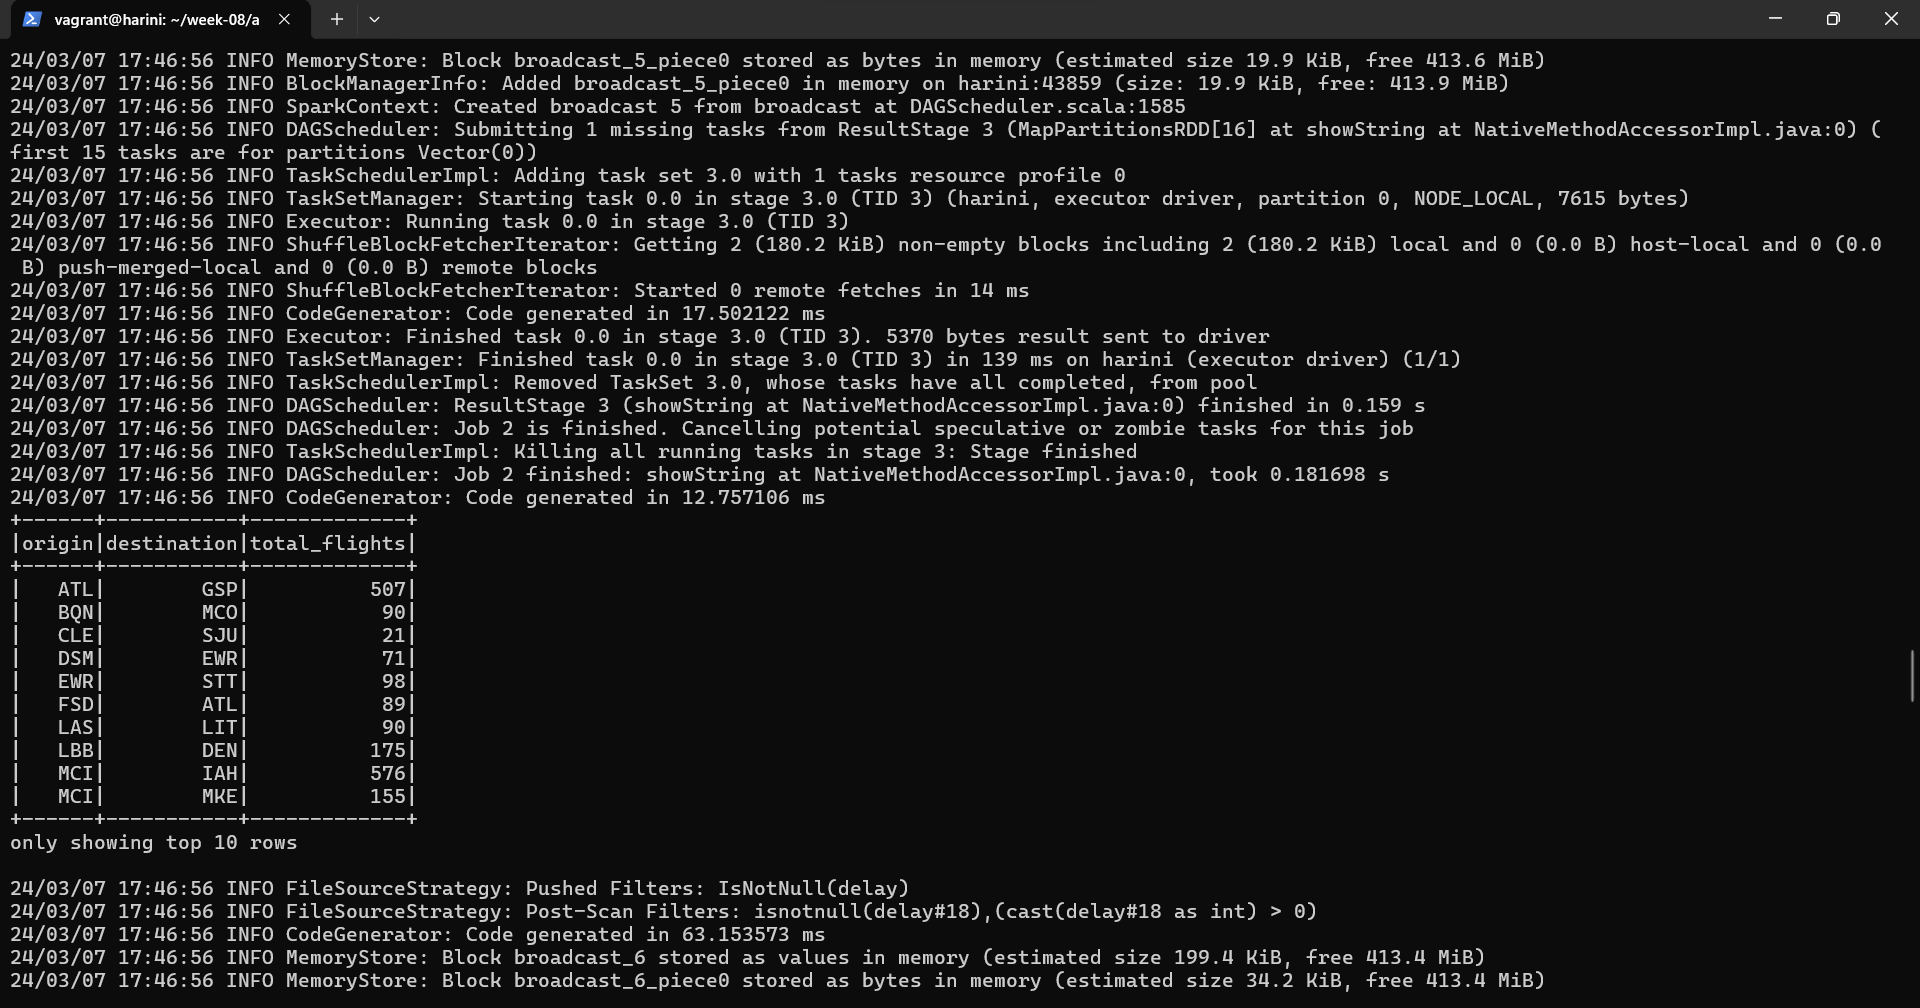 vagrant@harini: ~/week-08/a
24/03/07 17:46:56 INFO MemoryStore: Block broadcast_5_piece0 stored as bytes in memory (estimated size 19.9 KiB, free 413.6 MiB)
24/03/07 17:46:56 INFO BlockManagerInfo: Added broadcast_5_piece0 in memory on harini:43859 (size: 19.9 KiB, free: 413.9 MiB)
24/03/07 17:46:56 INFO SparkContext: Created broadcast 5 from broadcast at DAGScheduler.scala:1585
24/03/07 17:46:56 INFO DAGScheduler: Submitting 1 missing tasks from ResultStage 3 (MapPartitionsRDD[16] at showString at NativeMethodAccessorImpl.java:0) (
first 15 tasks are for partitions Vector(0))
24/03/07 17:46:56 INFO TaskSchedulerImpl: Adding task set 3.0 with 1 tasks resource profile 0
24/03/07 17:46:56 INFO TaskSetManager: Starting task 0.0 in stage 3.0 (TID 3) (harini, executor driver, partition 0, NODE_LOCAL, 7615 bytes)
24/03/07 17:46:56 INFO Executor: Running task 0.0 in stage 3.0 (TID 3)
24/03/07 17:46:56 INFO ShuffleBlockFetcherIterator: Getting 2 (180.2 KiB) non-empty blocks including 2 (180.2 KiB) local and 0 (0.0 B) host-local and 0 (0.0
 B) push-merged-local and 0 (0.0 B) remote blocks
24/03/07 17:46:56 INFO ShuffleBlockFetcherIterator: Started 0 remote fetches in 14 ms
24/03/07 17:46:56 INFO CodeGenerator: Code generated in 17.502122 ms
24/03/07 17:46:56 INFO Executor: Finished task 0.0 in stage 3.0 (TID 3). 5370 bytes result sent to driver
24/03/07 17:46:56 INFO TaskSetManager: Finished task 0.0 in stage 3.0 (TID 3) in 139 ms on harini (executor driver) (1/1)
24/03/07 17:46:56 INFO TaskSchedulerImpl: Removed TaskSet 3.0, whose tasks have all completed, from pool
24/03/07 17:46:56 INFO DAGScheduler: ResultStage 3 (showString at NativeMethodAccessorImpl.java:0) finished in 0.159 s
24/03/07 17:46:56 INFO DAGScheduler: Job 2 is finished. Cancelling potential speculative or zombie tasks for this job
24/03/07 17:46:56 INFO TaskSchedulerImpl: Killing all running tasks in stage 3: Stage finished
24/03/07 17:46:56 INFO DAGScheduler: Job 2 finished: showString at NativeMethodAccessorImpl.java:0, took 0.181698 s
24/03/07 17:46:56 INFO CodeGenerator: Code generated in 12.757106 ms
+------+-----------+-------------+
|origin|destination|total_flights|
+------+-----------+-------------+
|   ATL|        GSP|          507|
|   BQN|        MCO|           90|
|   CLE|        SJU|           21|
|   DSM|        EWR|           71|
|   EWR|        STT|           98|
|   FSD|        ATL|           89|
|   LAS|        LIT|           90|
|   LBB|        DEN|          175|
|   MCI|        IAH|          576|
|   MCI|        MKE|          155|
+------+-----------+-------------+
only showing top 10 rows
24/03/07 17:46:56 INFO FileSourceStrategy: Pushed Filters: IsNotNull(delay)
24/03/07 17:46:56 INFO FileSourceStrategy: Post-Scan Filters: isnotnull(delay#18),(cast(delay#18 as int) > 0)
24/03/07 17:46:56 INFO CodeGenerator: Code generated in 63.153573 ms
24/03/07 17:46:56 INFO MemoryStore: Block broadcast_6 stored as values in memory (estimated size 199.4 KiB, free 413.4 MiB)
24/03/07 17:46:56 INFO MemoryStore: Block broadcast_6_piece0 stored as bytes in memory (estimated size 34.2 KiB, free 413.4 MiB)